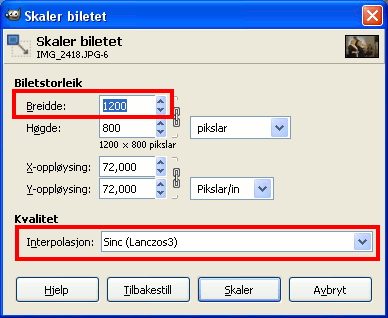 Skaler biletet
Skaler biletet
IMG_2418.JPG-6
Biletstorleik
Breidde: 1200
Høgde: 800 pikslar
1200 × 800 pikslar
X-oppløysing: 72,000
Y-oppløysing: 72,000 Pikslar/in
Kvalitet
Interpolasjon: Sinc (Lanczos3)
Hjelp Tilbakestill Skaler Avbryt